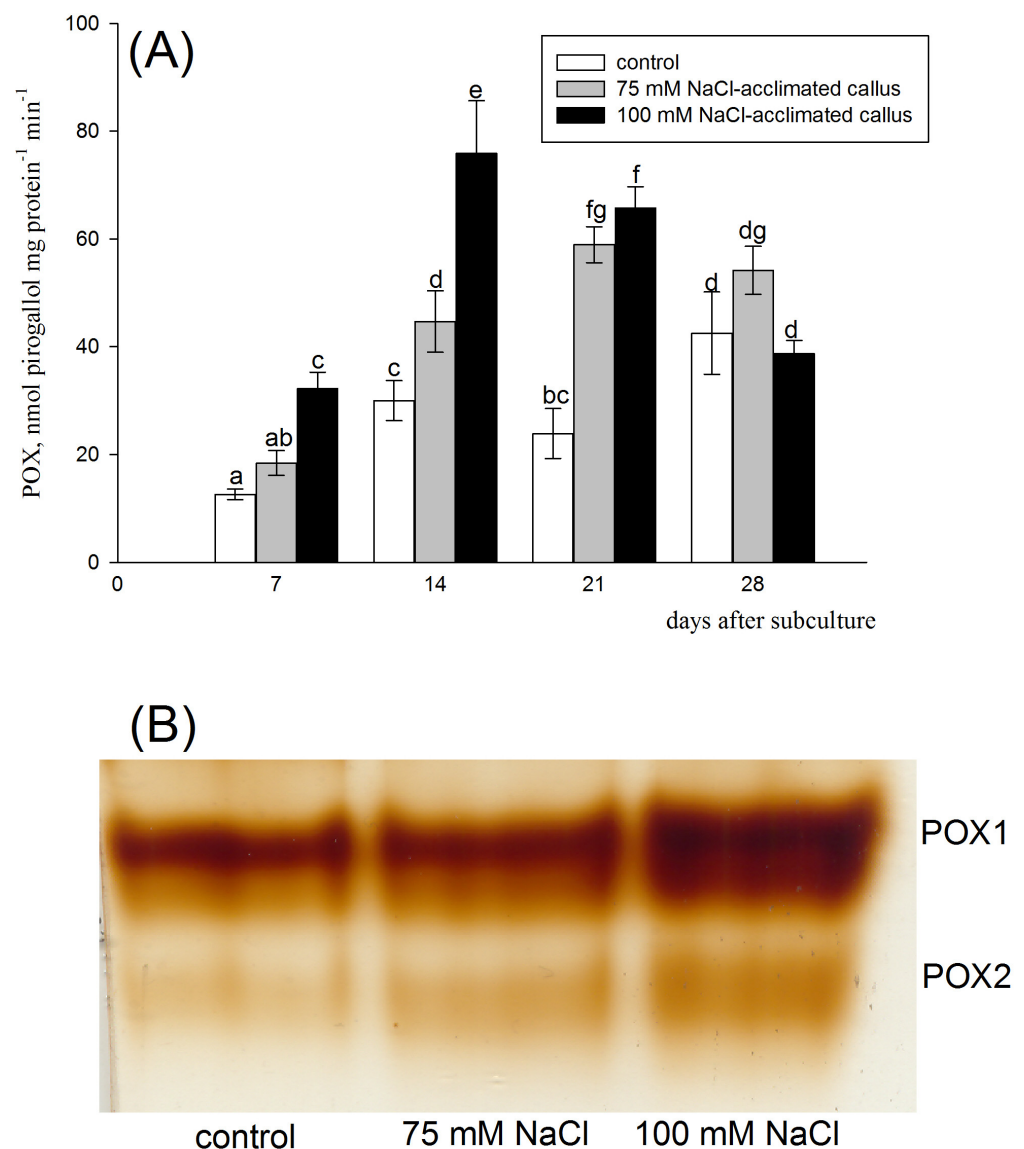 100
(A)
control
75 mM NaCl-acclimated callus
100 mM NaCl-acclimated callus
POX, nmol pirogallol mg protein⁻¹ min⁻¹
80
60
40
20
0
a
ab
c
c
d
e
bc
fg
f
d
dg
d
0 7 14 21 28
days after subculture
(B)
POX1
POX2
control 75 mM NaCl 100 mM NaCl